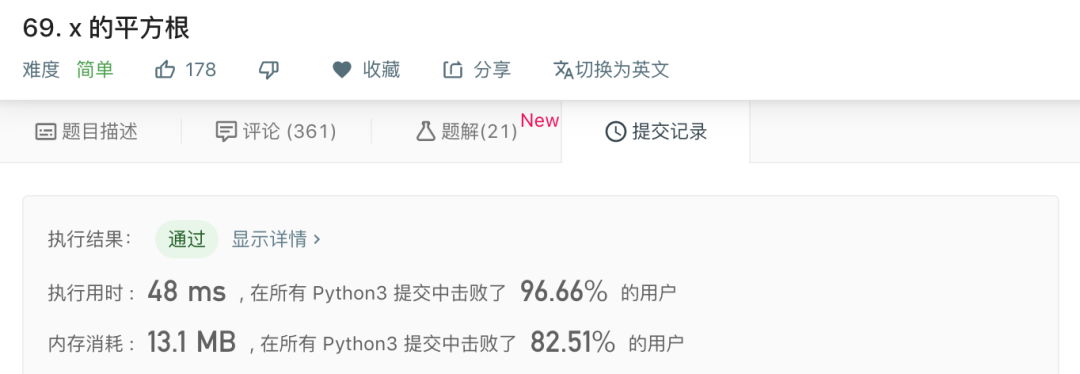 69. x 的平方根
难度 简单 178 收藏 分享 切换为英文
题目描述 评论 (361) 题解(21) New 提交记录
执行结果： 通过 显示详情 ›
执行用时 : 48 ms , 在所有 Python3 提交中击败了 96.66% 的用户
内存消耗 : 13.1 MB , 在所有 Python3 提交中击败了 82.51% 的用户